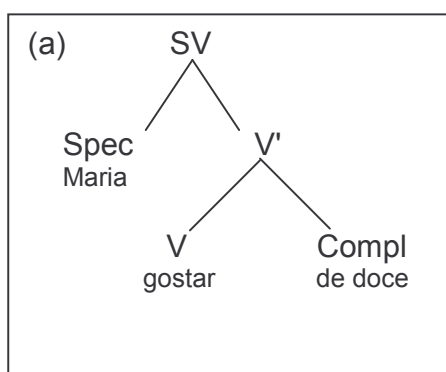 (a) SV
Spec V'
Maria
V Compl
gostar de doce